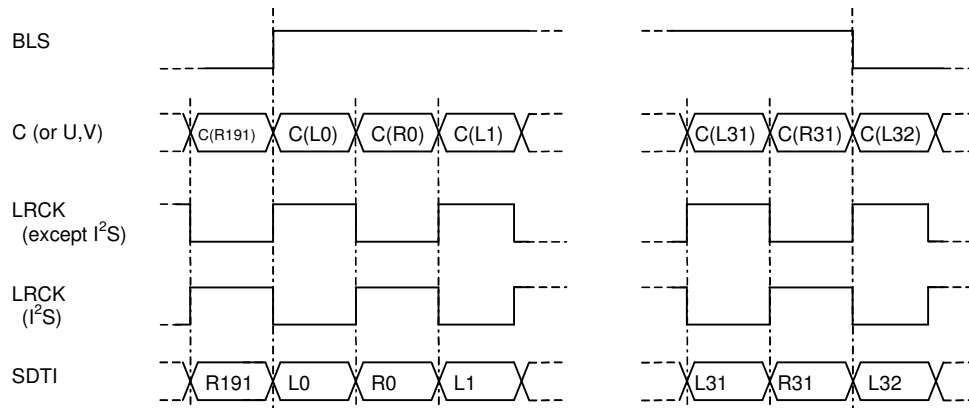 BLS
C (or U,V) C(R191) C(L0) C(R0) C(L1) C(L31) C(R31) C(L32)
LRCK
(except I²S)
LRCK
(I²S)
SDTI R191 L0 R0 L1 L31 R31 L32